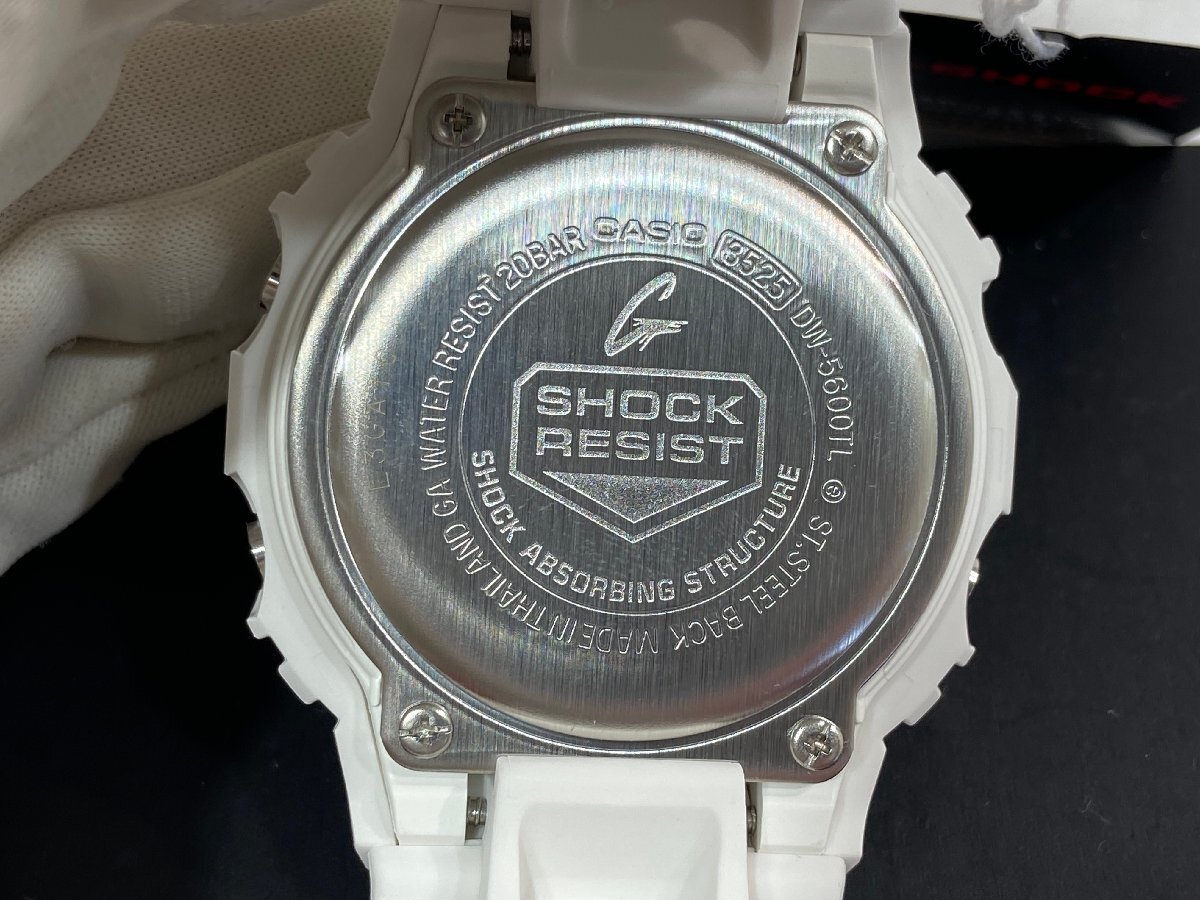 CASIO 3525 DW-5600TL ST.STEEL BACK MADE IN THAILAND GA WATER RESIST 20BAR
G
SHOCK
RESIST
SHOCK ABSORBING STRUCTURE
SHOCK